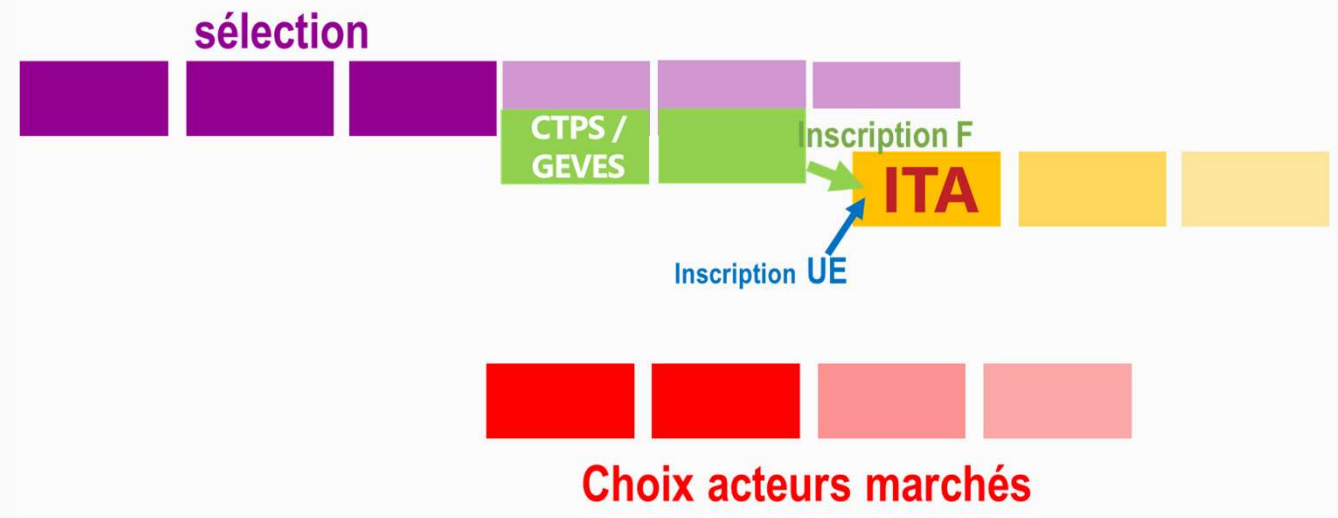 sélection
CTPS /
GEVES
Inscription F
ITA
Inscription UE
Choix acteurs marchés